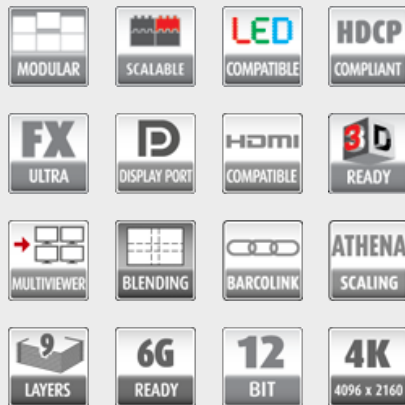 MODULAR
SCALABLE
LED
COMPATIBLE
HDCP
COMPLIANT
FX
ULTRA
D
DISPLAY PORT
HDMI
COMPATIBLE
3D
READY
MULTIVIEWER
BLENDING
BARCOLINK
ATHENA
SCALING
9
LAYERS
6G
READY
12
BIT
4K
4096 x 2160